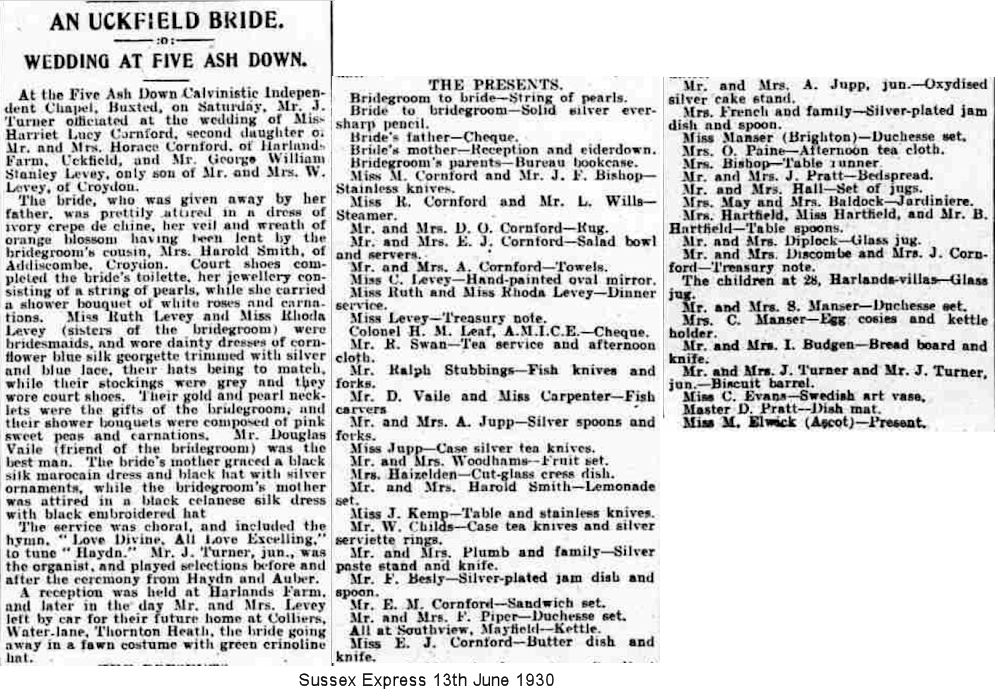 AN UCKFIELD BRIDE.
:o:
WEDDING AT FIVE ASH DOWN.
At the Five Ash Down Calvinistic Indepen-
dent Chapel, Buxted, on Saturday, Mr. J.
Turner officiated at the wedding of Miss
Harriet Lucy Cornford, second daughter of
Mr. and Mrs. Horace Cornford, of Harlands
Farm, Uckfield, and Mr. George William
Stanley Levey, only son of Mr. and Mrs. W.
Levey, of Croydon.
The bride, who was given away by her
father, was prettily attired in a dress of
ivory crepe de chine, her veil and wreath of
orange blossom having been lent by the
bridegroom's cousin, Mrs. Harold Smith, of
Addiscombe, Croydon. Court shoes com-
pleted the bride's toilette, her jewellery con-
sisting of a string of pearls, while she carried
a shower bouquet of white roses and carna-
tions. Miss Ruth Levey and Miss Rhoda
Levey (sisters of the bridegroom) were
bridesmaids, and wore dainty dresses of corn-
flower blue silk georgette trimmed with silver
and blue lace, their hats being to match,
while their stockings were grey and they
wore court shoes. Their gold and pearl neck-
lets were the gifts of the bridegroom, and
their shower bouquets were composed of pink
sweet peas and carnations. Mr. Douglas
Vaile (friend of the bridegroom) was the
best man. The bride's mother graced a black
silk marocain dress and black hat with silver
ornaments, while the bridegroom's mother
was attired in a black celanese silk dress
with black embroidered hat
The service was choral, and included the
hymn, "Love Divine, All Love Excelling,"
to tune "Haydn." Mr. J. Turner, jun., was
the organist, and played selections before and
after the ceremony from Haydn and Auber.
A reception was held at Harlands Farm,
and later in the day Mr. and Mrs. Levey
left by car for their future home at Colliers,
Water-lane, Thornton Heath, the bride going
away in a fawn costume with green crinoline
hat.
THE PRESENTS.
Bridegroom to bride—String of pearls.
Bride to bridegroom—Solid silver ever-
sharp pencil.
Bride's father—Cheque.
Bride's mother—Reception and eiderdown.
Bridegroom's parents—Bureau bookcase.
Miss M. Cornford and Mr. J. F. Bishop—
Stainless knives.
Miss R. Cornford and Mr. L. Wills—
Steamer.
Mr. and Mrs. D. O. Cornford—Rug.
Mr. and Mrs. E. J. Cornford—Salad bowl
and servers.
Mr. and Mrs. A. Cornford—Towels.
Miss C. Levey—Hand-painted oval mirror.
Miss Ruth and Miss Rhoda Levey—Dinner
service.
Miss Levey—Treasury note.
Colonel H. M. Leaf, A.M.I.C.E.—Cheque.
Mr. R. Swan—Tea service and afternoon
cloth.
Mr. Ralph Stubbings—Fish knives and
forks.
Mr. D. Vaile and Miss Carpenter—Fish
carvers
Mr. and Mrs. A. Jupp—Silver spoons and
forks.
Miss Jupp—Case silver tea knives.
Mr. and Mrs. Woodhams—Fruit set.
Mrs. Haizelden—Cut-glass cress dish.
Mr. and Mrs. Harold Smith—Lemonade
set.
Miss J. Kemp—Table and stainless knives.
Mr. W. Childs—Case tea knives and silver
serviette rings.
Mr. and Mrs. Plumb and family—Silver
paste stand and knife.
Mr. F. Besly—Silver-plated jam dish and
spoon.
Mr. E. M. Cornford—Sandwich set.
Mr. and Mrs. F. Piper—Duchesse set.
All at Southview, Mayfield—Kettle.
Miss E. J. Cornford—Butter dish and
knife.
Mr. and Mrs. A. Jupp, jun.—Oxydised
silver cake stand.
Mrs. French and family—Silver-plated jam
dish and spoon.
Miss Manser (Brighton)—Duchesse set.
Mrs. O. Paine—Afternoon tea cloth.
Mrs. Bishop—Table runner.
Mr. and Mrs. J. Pratt—Bedspread.
Mr. and Mrs. Hall—Set of jugs.
Mrs. May and Mrs. Baldock—Jardiniere.
Mrs. Hartfield, Miss Hartfield, and Mr. B.
Hartfield—Table spoons.
Mr. and Mrs. Diplock—Glass jug.
Mr. and Mrs. Discombe and Mrs. J. Corn-
ford—Treasury note.
The children at 28, Harlands-villas—Glass
jug.
Mr. and Mrs. S. Manser—Duchesse set.
Mrs. C. Manser—Egg cosies and kettle
holder.
Mr. and Mrs. I. Budgen—Bread board and
knife.
Mr. and Mrs. J. Turner and Mr. J. Turner,
jun.—Biscuit barrel.
Miss C. Evans—Swedish art vase.
Master D. Pratt—Dish mat.
Miss M. Elwick (Ascot)—Present.
Sussex Express 13th June 1930